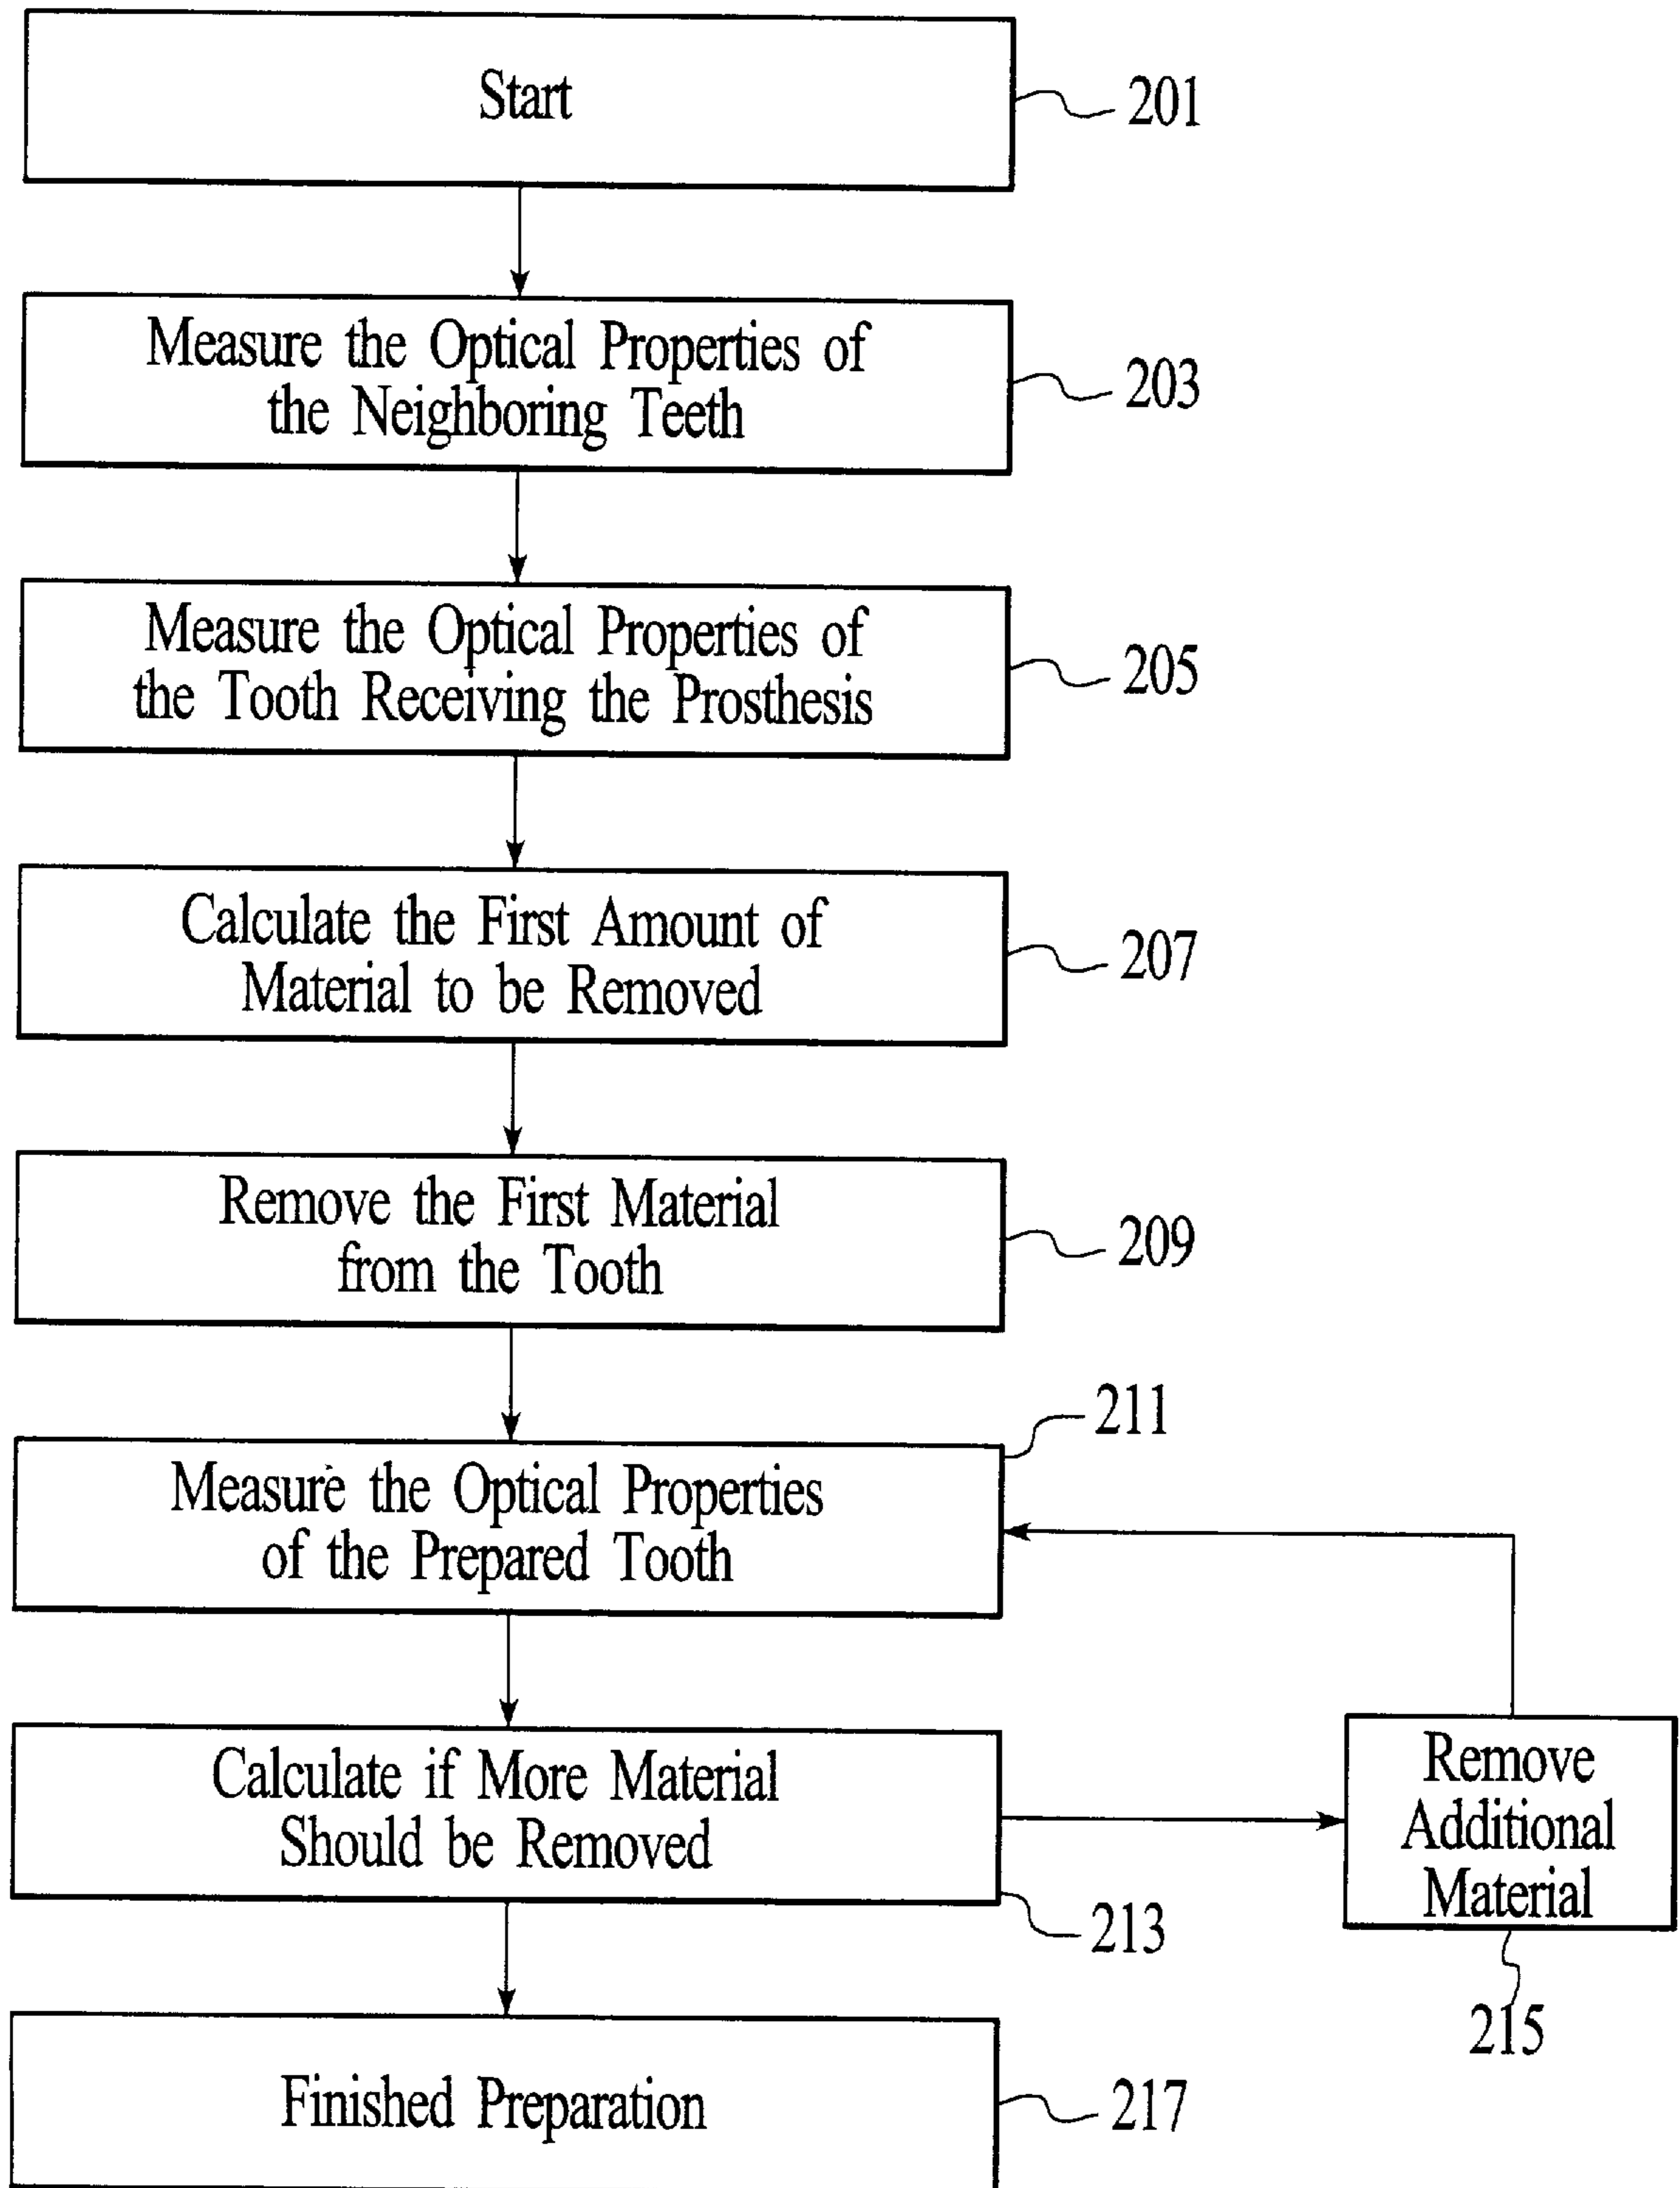 Start
201
Measure the Optical Properties of
the Neighboring Teeth
203
Measure the Optical Properties of
the Tooth Receiving the Prosthesis
205
Calculate the First Amount of
Material to be Removed
207
Remove the First Material
from the Tooth
209
211
Measure the Optical Properties
of the Prepared Tooth
Calculate if More Material
Should be Removed
213
Remove
Additional
Material
215
Finished Preparation
217